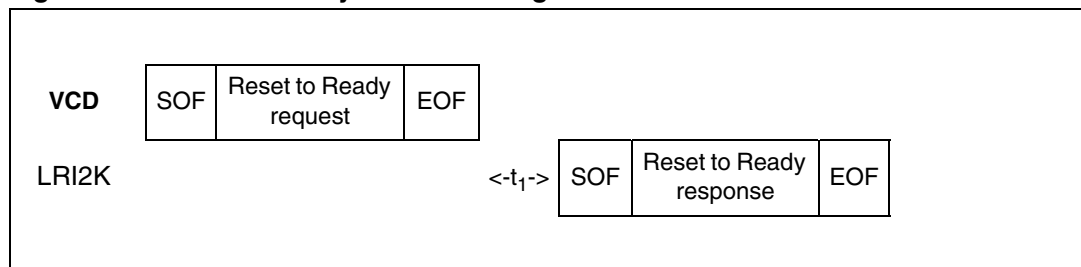 VCD SOF Reset to Ready request EOF
LRI2K <-t₁-> SOF Reset to Ready response EOF